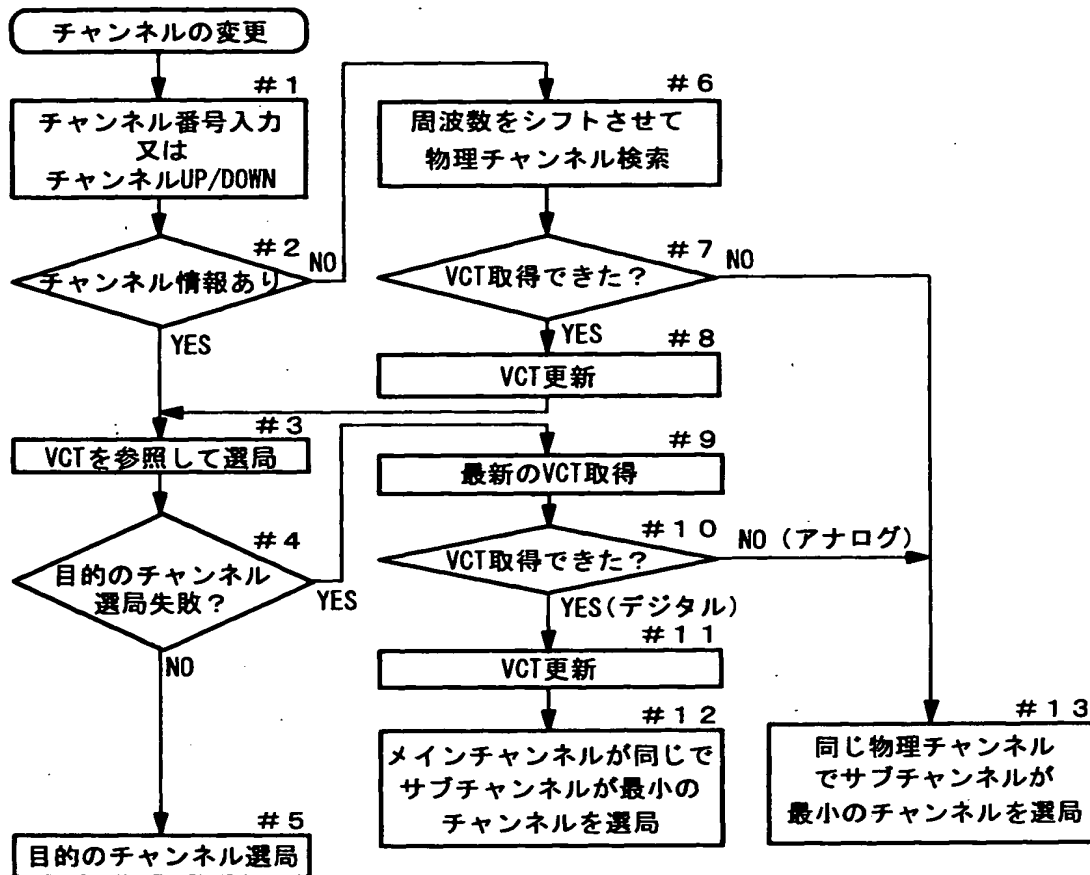 チャンネルの変更
#1
チャンネル番号入力
又は
チャンネルUP/DOWN
#2
チャンネル情報あり
NO
YES
#3
VCTを参照して選局
#4
目的のチャンネル
選局失敗?
YES
NO
#5
目的のチャンネル選局
#6
周波数をシフトさせて
物理チャンネル検索
#7
VCT取得できた?
NO
YES
#8
VCT更新
#9
最新のVCT取得
#10
VCT取得できた?
NO(アナログ)
YES(デジタル)
#11
VCT更新
#12
メインチャンネルが同じで
サブチャンネルが最小の
チャンネルを選局
#13
同じ物理チャンネル
でサブチャンネルが
最小のチャンネルを選局